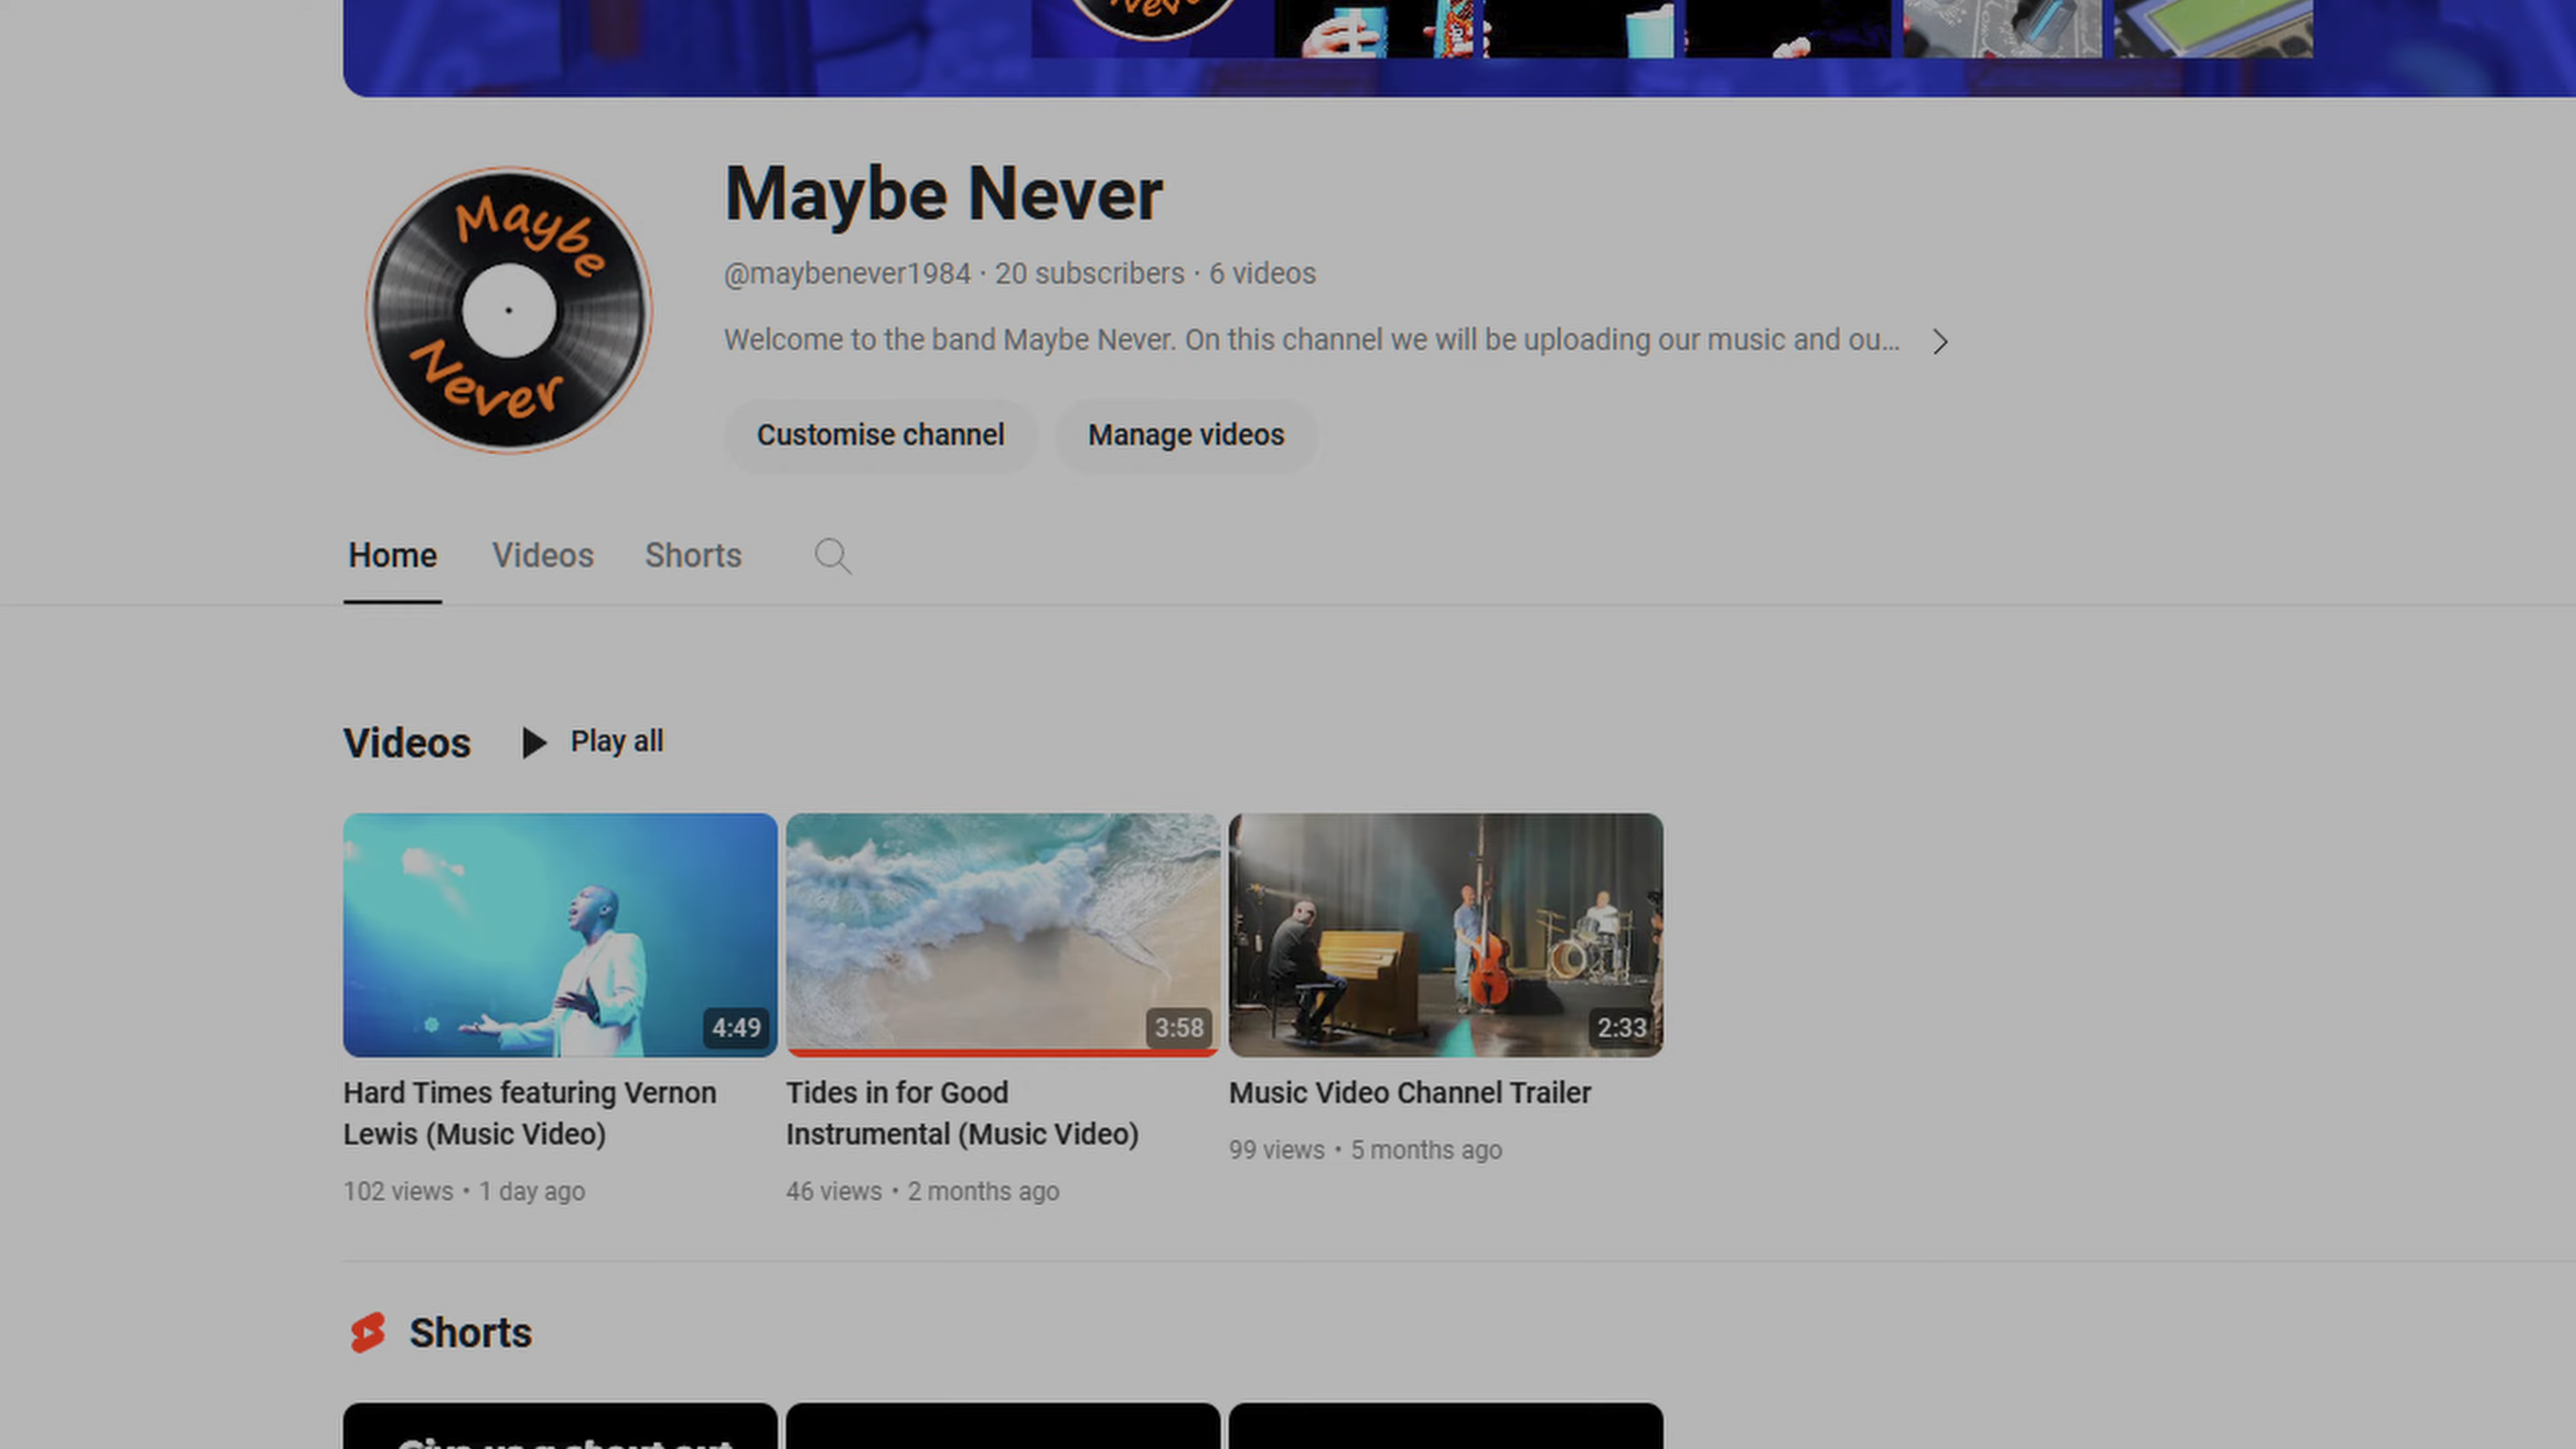 Maybe
Never
Maybe Never
@maybenever1984 · 20 subscribers · 6 videos
Welcome to the band Maybe Never. On this channel we will be uploading our music and ou...
Customise channel
Manage videos
Home
Videos
Shorts
Videos
Play all
4:49
3:58
2:33
Hard Times featuring Vernon
Lewis (Music Video)
102 views • 1 day ago
Tides in for Good
Instrumental (Music Video)
46 views • 2 months ago
Music Video Channel Trailer
99 views • 5 months ago
Shorts
Give us a shout out